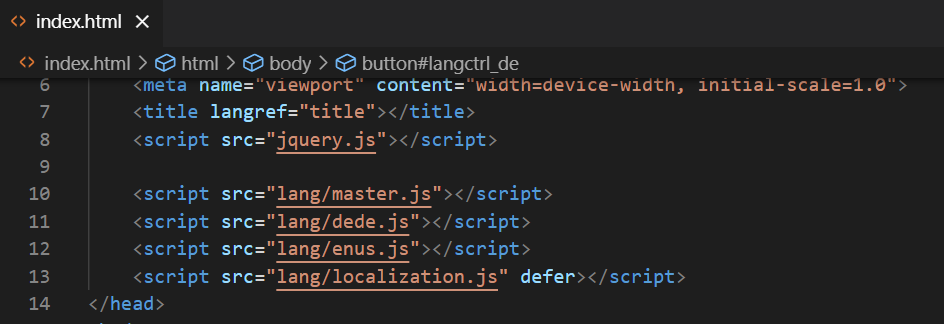 index.html
index.html > html > body > button#langctrl_de
6 <meta name="viewport" content="width=device-width, initial-scale=1.0">
7 <title langref="title"></title>
8 <script src="jquery.js"></script>
9
10 <script src="lang/master.js"></script>
11 <script src="lang/dede.js"></script>
12 <script src="lang/enus.js"></script>
13 <script src="lang/localization.js" defer></script>
14 </head>